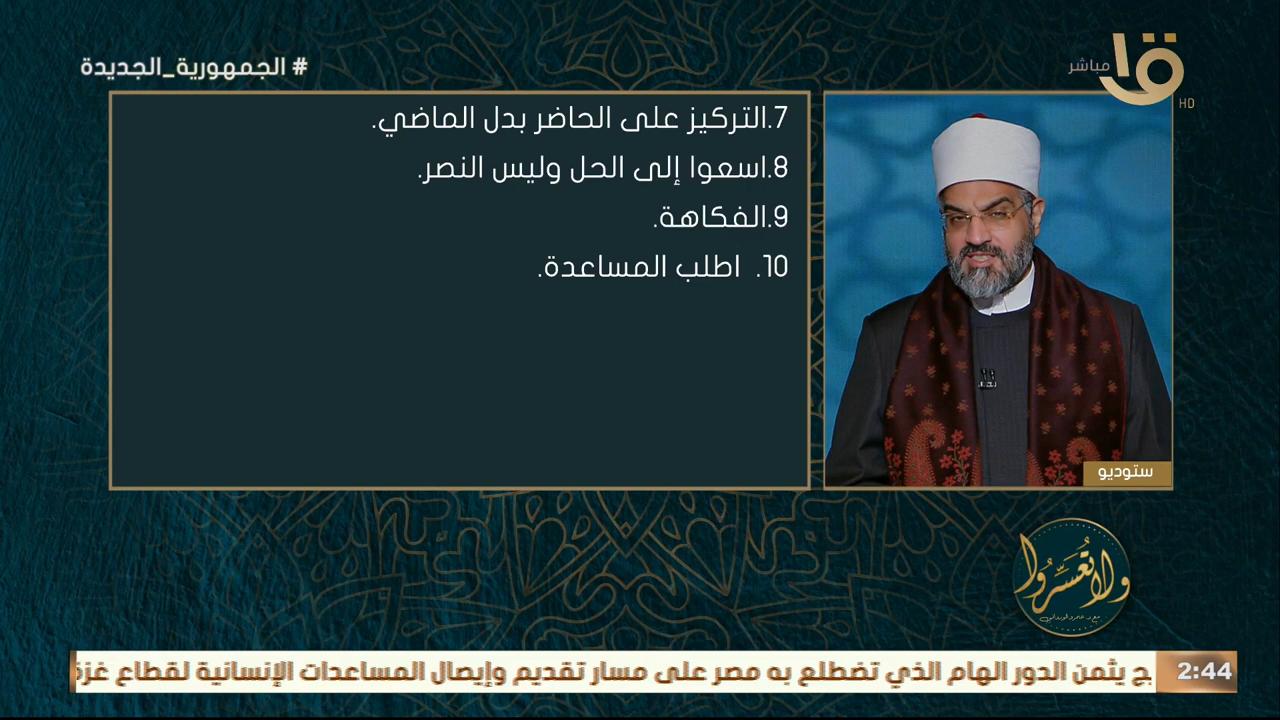 # الجمهورية_الجديدة
مباشر
HD
7.التركيز على الحاضر بدل الماضي.
8.اسعوا إلى الحل وليس النصر.
9.الفكاهة.
10. اطلب المساعدة.
ستوديو
ولا تُعَسِّرُوا
يثمن الدور الهام الذي تضطلع به مصر على مسار تقديم وإيصال المساعدات الإنسانية لقطاع غزة
2:44